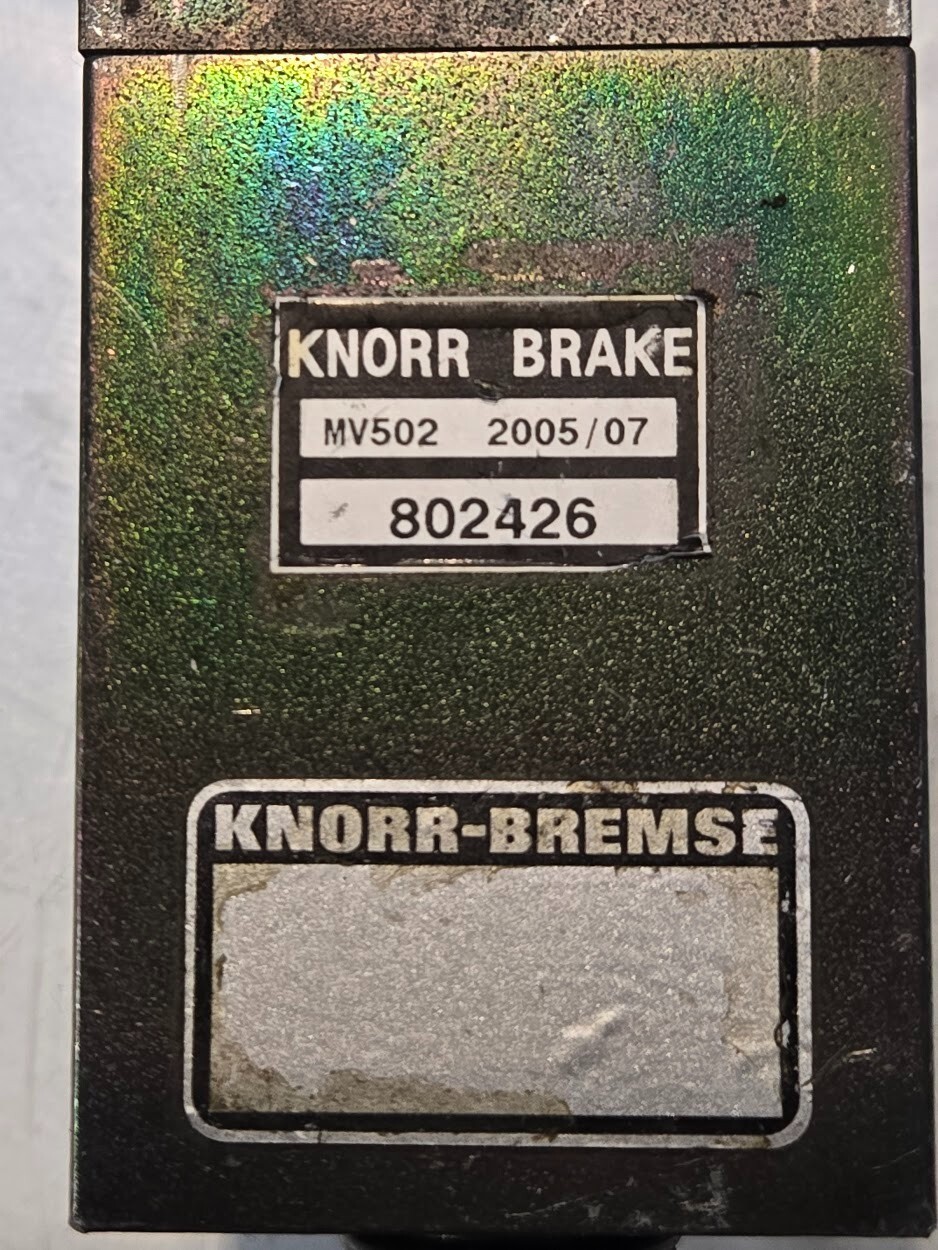 KNORR BRAKE
MV502 2005/07
802426
KNORR-BREMSE